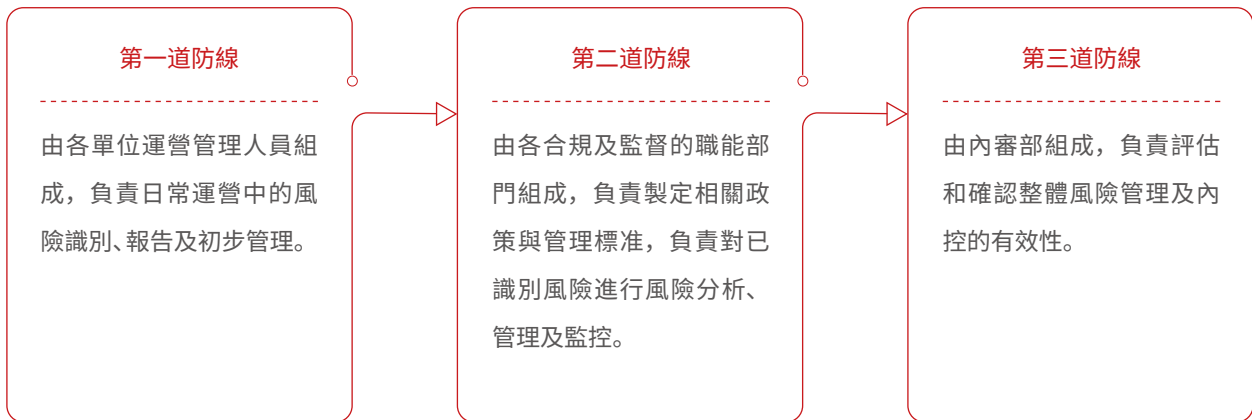 第一道防線
由各單位運營管理人員組
成，負責日常運營中的風
險識別、報告及初步管理。
第二道防線
由各合規及監督的職能部
門組成，負責製定相關政
策與管理標准，負責對已
識別風險進行風險分析、
管理及監控。
第三道防線
由內審部組成，負責評估
和確認整體風險管理及內
控的有效性。